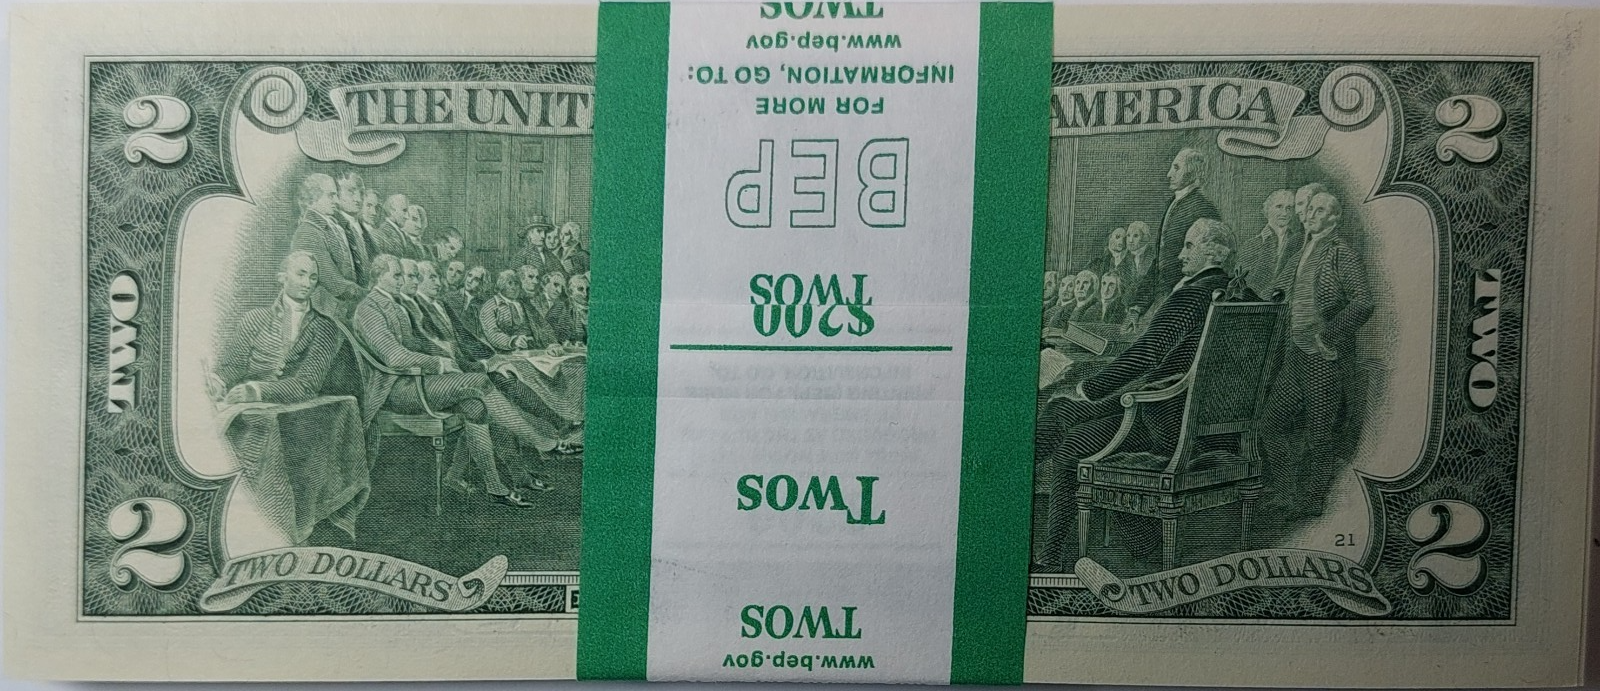 2
THE UNIT
AMERICA
2
TWO
TWO
2
TWO DOLLARS
21
TWO DOLLARS
2
www.bep.gov
TWOS
TWOS
$200
TWOS
BEP
FOR MORE
INFORMATION, GO TO:
www.bep.gov
TWOS